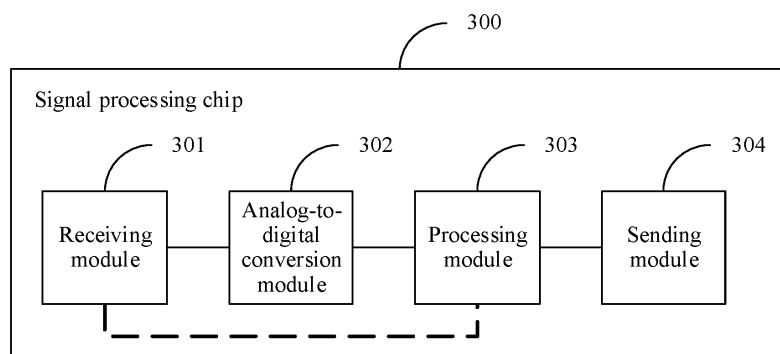 300
Signal processing chip
301
302
303
304
Receiving
module
Analog-to-
digital
conversion
module
Processing
module
Sending
module